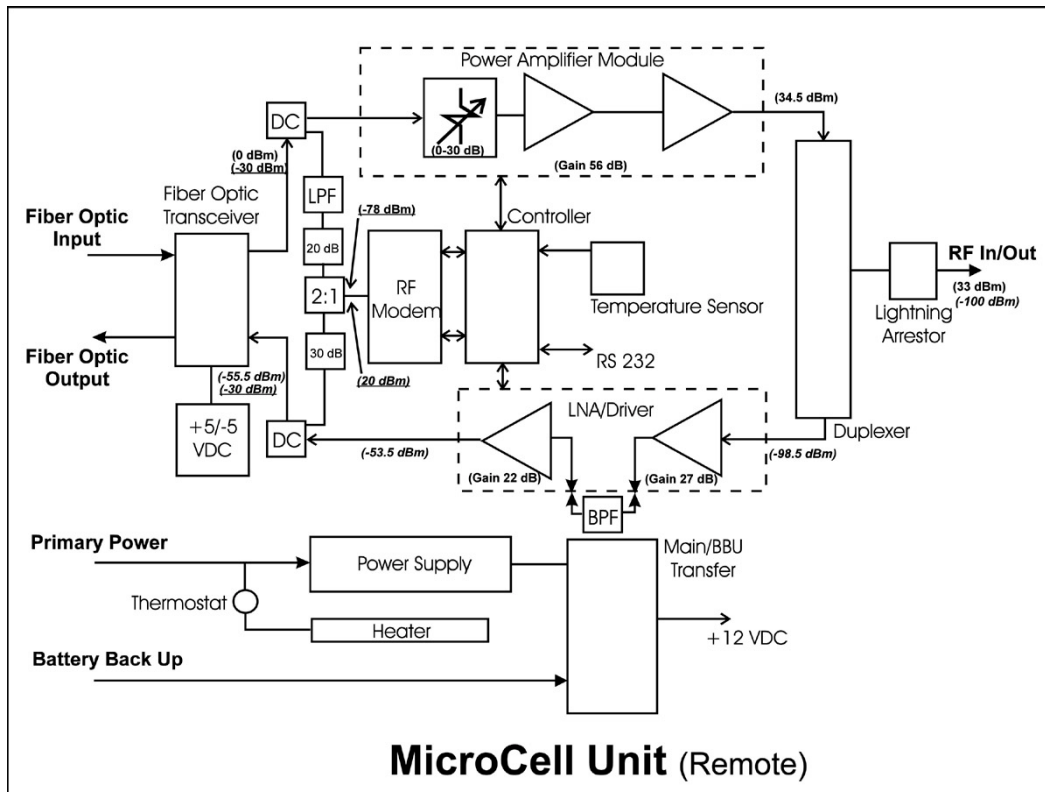 Power Amplifier Module
(34.5 dBm)
DC
(0-30 dB)
(0 dBm)
(-30 dBm)
(Gain 56 dB)
Fiber Optic
Transceiver
LPF
Fiber Optic
Input
(-78 dBm)
Controller
20 dB
2:1
RF
Modem
Temperature Sensor
RF In/Out
(33 dBm)
(-100 dBm)
Lightning
Arrestor
30 dB
Fiber Optic
Output
(20 dBm)
RS 232
(-55.5 dBm)
(-30 dBm)
+5/-5
VDC
DC
LNA/Driver
Duplexer
(-53.5 dBm)
(-98.5 dBm)
(Gain 22 dB)
(Gain 27 dB)
BPF
Primary Power
Power Supply
Main/BBU
Transfer
Thermostat
Heater
+12 VDC
Battery Back Up
MicroCell Unit (Remote)